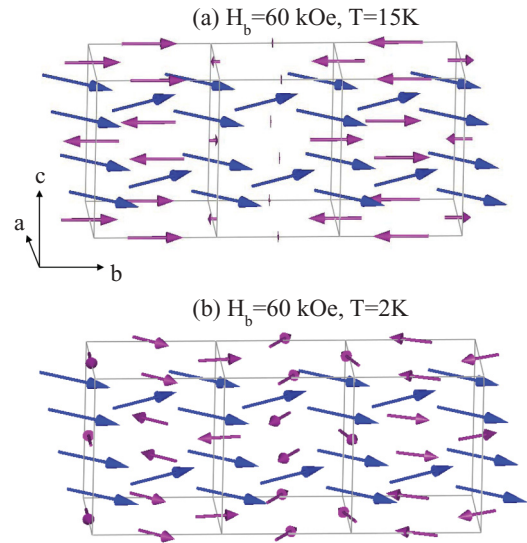 (a) H_b=60 kOe, T=15K
c
a
b
(b) H_b=60 kOe, T=2K